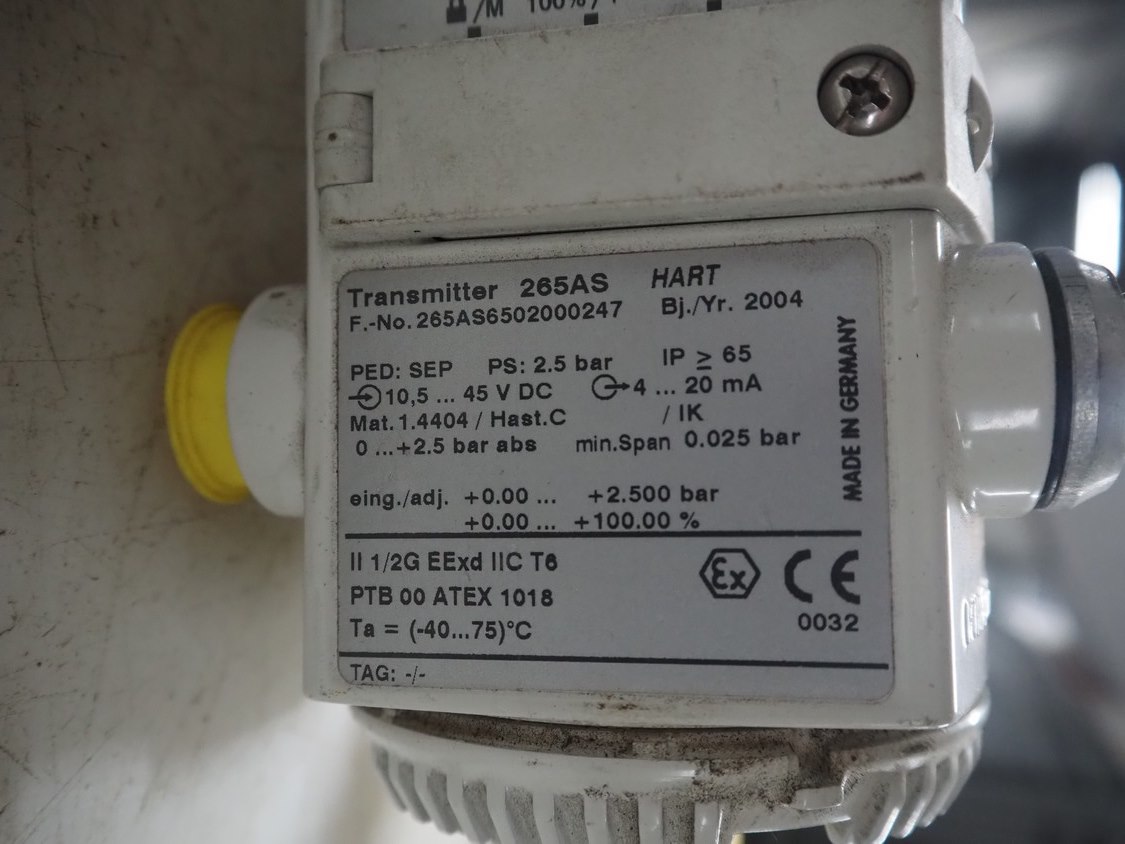 /M 100%/
Transmitter 265AS HART
F.-No. 265AS6502000247 Bj./Yr. 2004
PED: SEP PS: 2.5 bar IP ≥ 65
10,5 ... 45 V DC 4 ... 20 mA
Mat. 1.4404 / Hast.C / IK
0 ...+2.5 bar abs min.Span 0.025 bar
eing./adj. +0.00 ... +2.500 bar
+0.00 ... +100.00 %
MADE IN GERMANY
II 1/2G EExd IIC T6
PTB 00 ATEX 1018
Ta = (-40...75)°C
Ex CE
0032
TAG: -/-